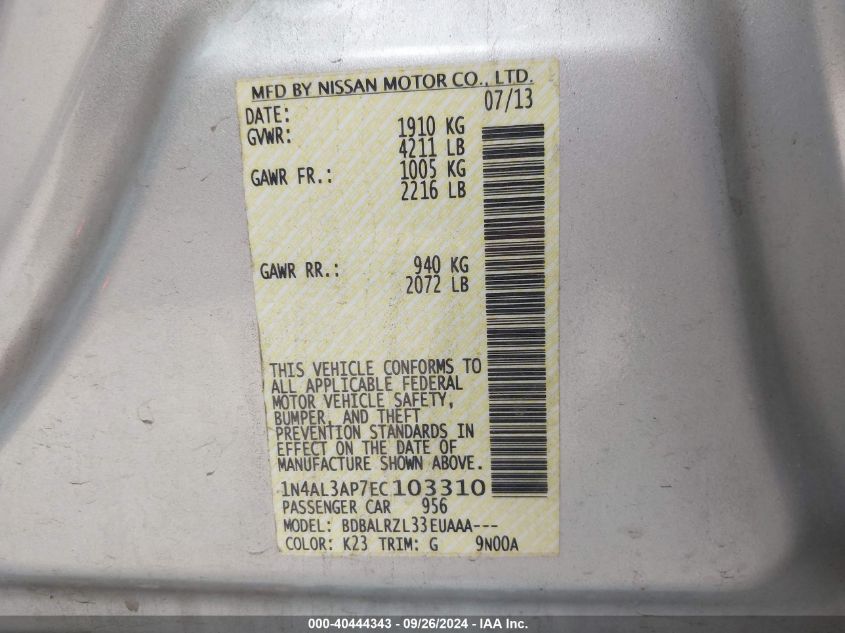 MFD BY NISSAN MOTOR CO., LTD.
DATE: 07/13
GVWR: 1910 KG
4211 LB
GAWR FR.: 1005 KG
2216 LB
GAWR RR.: 940 KG
2072 LB
THIS VEHICLE CONFORMS TO
ALL APPLICABLE FEDERAL
MOTOR VEHICLE SAFETY,
BUMPER, AND THEFT
PREVENTION STANDARDS IN
EFFECT ON THE DATE OF
MANUFACTURE SHOWN ABOVE.
1N4AL3AP7EC103310
PASSENGER CAR 956
MODEL: BDBALRZL33EUAAA---
COLOR: K23 TRIM: G 9N00A
000-40444343 - 09/26/2024 - IAA Inc.